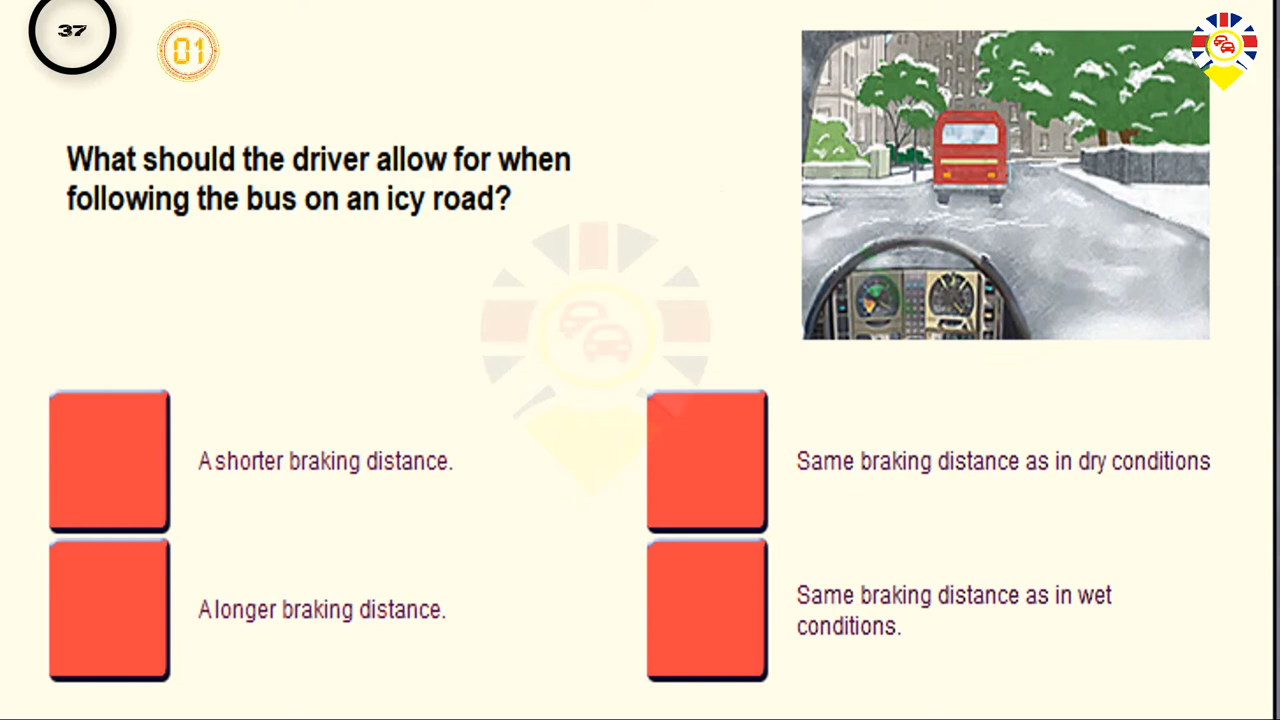 37
01
What should the driver allow for when
following the bus on an icy road?
A shorter braking distance.
Same braking distance as in dry conditions
A longer braking distance.
Same braking distance as in wet
conditions.